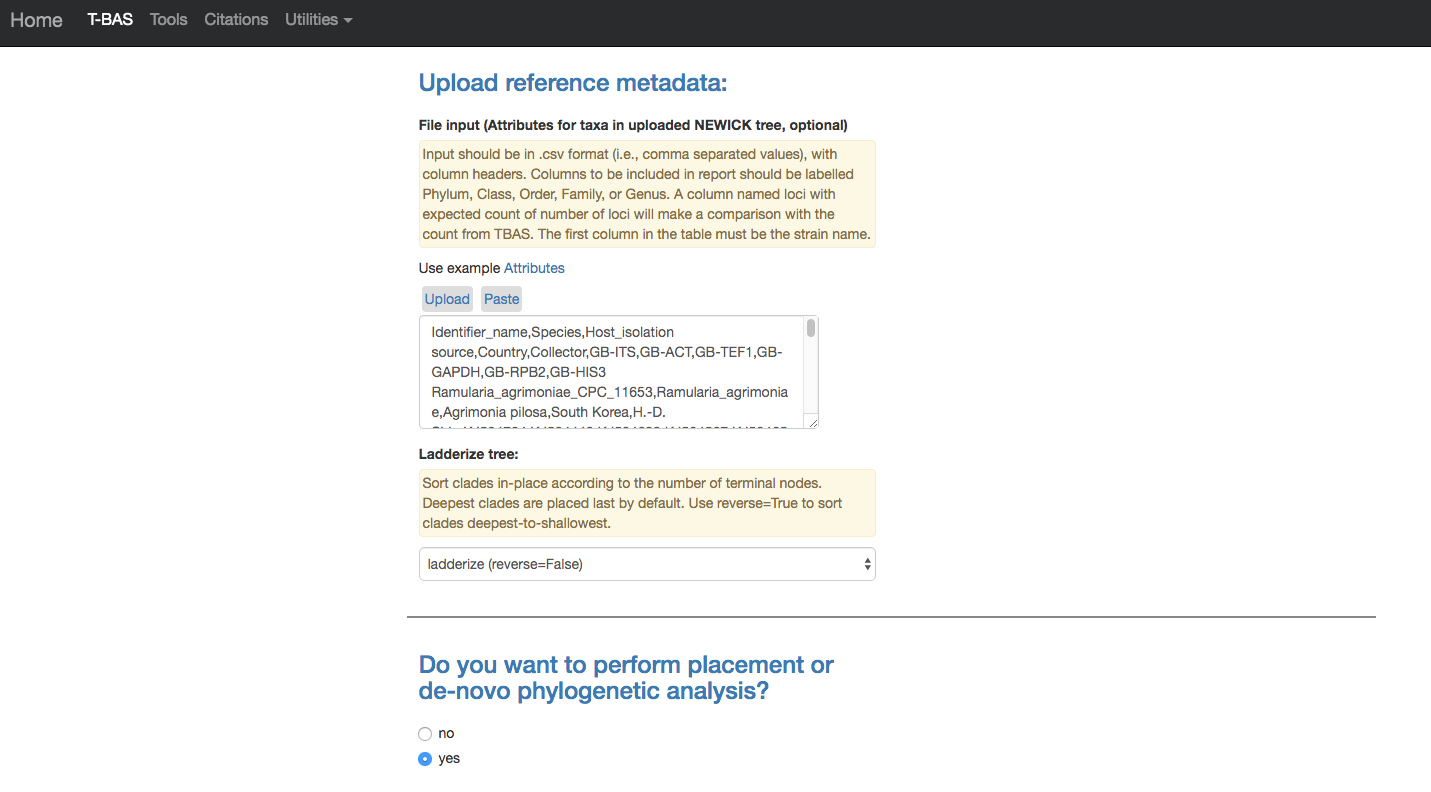 Home T-BAS Tools Citations Utilities
Upload reference metadata:
File input (Attributes for taxa in uploaded NEWICK tree, optional)
Input should be in .csv format (i.e., comma separated values), with
column headers. Columns to be included in report should be labelled
Phylum, Class, Order, Family, or Genus. A column named loci with
expected count of number of loci will make a comparison with the
count from TBAS. The first column in the table must be the strain name.
Use example Attributes
Upload Paste
Identifier_name,Species,Host_isolation
source,Country,Collector,GB-ITS,GB-ACT,GB-TEF1,GB-
GAPDH,GB-RPB2,GB-HIS3
Ramularia_agrimoniae_CPC_11653,Ramularia_agrimonia
e,Agrimonia pilosa,South Korea,H.-D.
Ladderize tree:
Sort clades in-place according to the number of terminal nodes.
Deepest clades are placed last by default. Use reverse=True to sort
clades deepest-to-shallowest.
ladderize (reverse=False)
Do you want to perform placement or
de-novo phylogenetic analysis?
no
yes